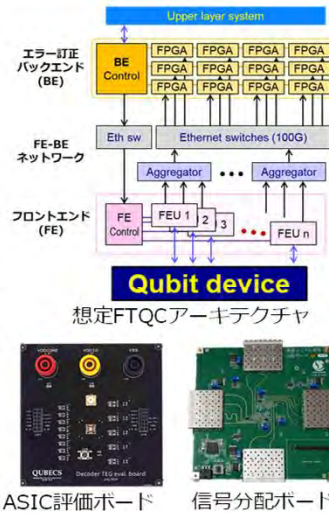 Upper layer system
エラー訂正
バックエンド
(BE)
BE
Control
FPGA FPGA FPGA FPGA
FPGA FPGA FPGA FPGA
FPGA FPGA FPGA FPGA
FE-BE
ネットワーク
Eth sw
Ethernet switches (100G)
Aggregator ••• Aggregator
フロントエンド
(FE)
FE
Control
FEU 1
2
3
FEU n
Qubit device
想定FTQCアーキテクチャ
QUBECS
Decoder TEG eval board
ASIC評価ボード
信号分配ボード